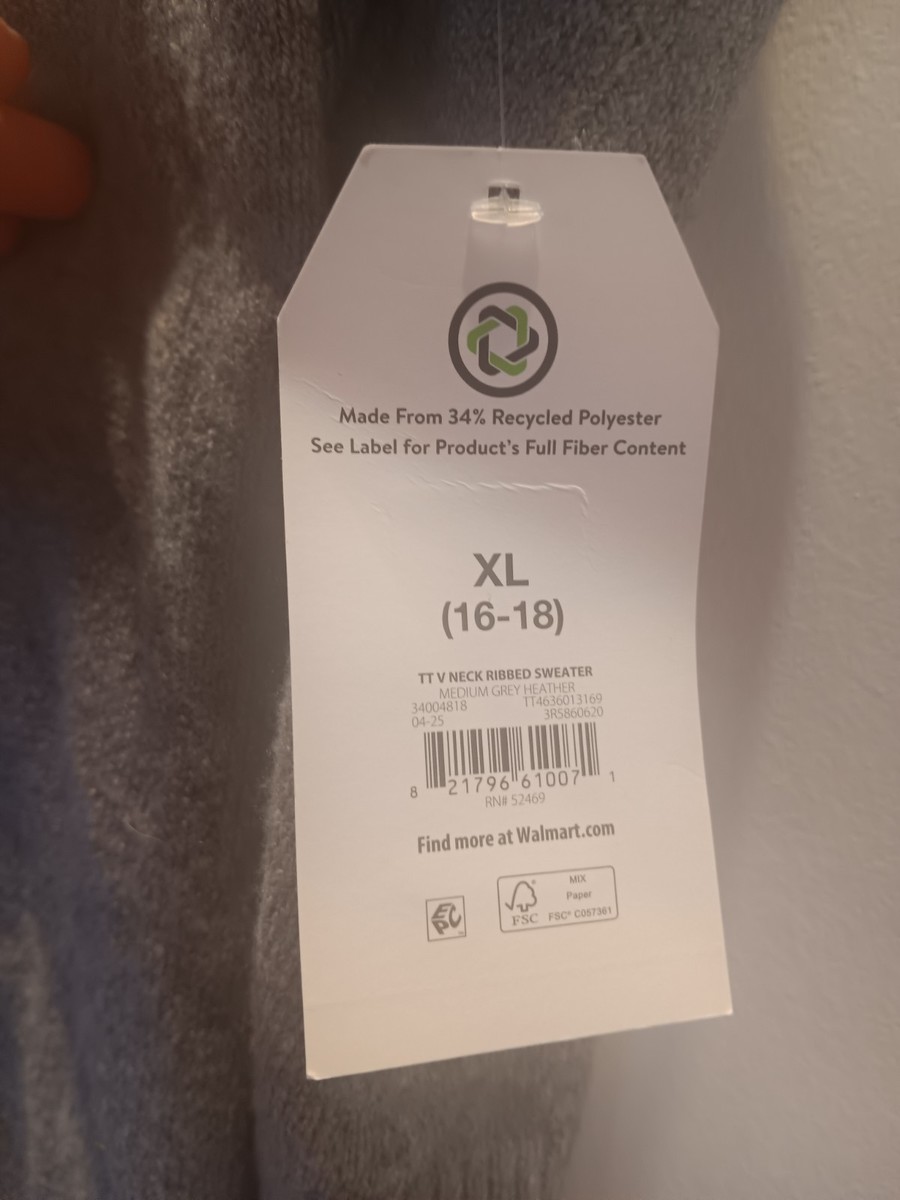 Made From 34% Recycled Polyester
See Label for Product's Full Fiber Content
XL
(16-18)
TT V NECK RIBBED SWEATER
MEDIUM GREY HEATHER
34004818 TT4636013169
04-25 3R5860620
8 21796 61007 1
RN# 52469
Find more at Walmart.com
EPC
FSC
MIX
Paper
FSC® C057361